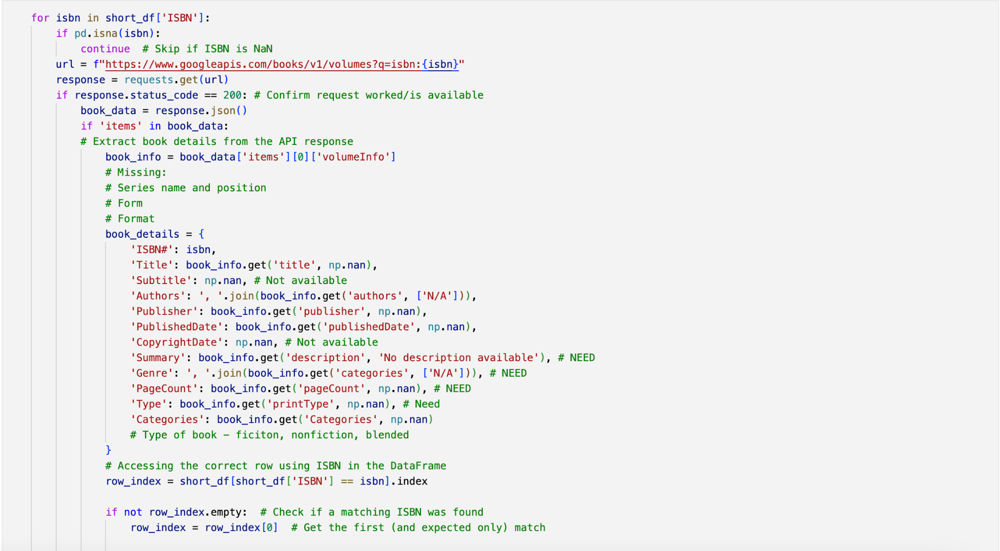 for isbn in short_df['ISBN']:
    if pd.isna(isbn):
        continue  # Skip if ISBN is NaN
    url = f"https://www.googleapis.com/books/v1/volumes?q=isbn:{isbn}"
    response = requests.get(url)
    if response.status_code == 200: # Confirm request worked/is available
        book_data = response.json()
        if 'items' in book_data:
        # Extract book details from the API response
            book_info = book_data['items'][0]['volumeInfo']
            # Missing:
            # Series name and position
            # Form
            # Format
            book_details = {
                'ISBN#': isbn,
                'Title': book_info.get('title', np.nan),
                'Subtitle': np.nan, # Not available
                'Authors': ', '.join(book_info.get('authors', ['N/A'])),
                'Publisher': book_info.get('publisher', np.nan),
                'PublishedDate': book_info.get('publishedDate', np.nan),
                'CopyrightDate': np.nan, # Not available
                'Summary': book_info.get('description', 'No description available'), # NEED
                'Genre': ', '.join(book_info.get('categories', ['N/A'])), # NEED
                'PageCount': book_info.get('pageCount', np.nan), # NEED
                'Type': book_info.get('printType', np.nan), # Need
                'Categories': book_info.get('Categories', np.nan)
                # Type of book – ficiton, nonfiction, blended
            }
            # Accessing the correct row using ISBN in the DataFrame
            row_index = short_df[short_df['ISBN'] == isbn].index
            if not row_index.empty:  # Check if a matching ISBN was found
                row_index = row_index[0]  # Get the first (and expected only) match